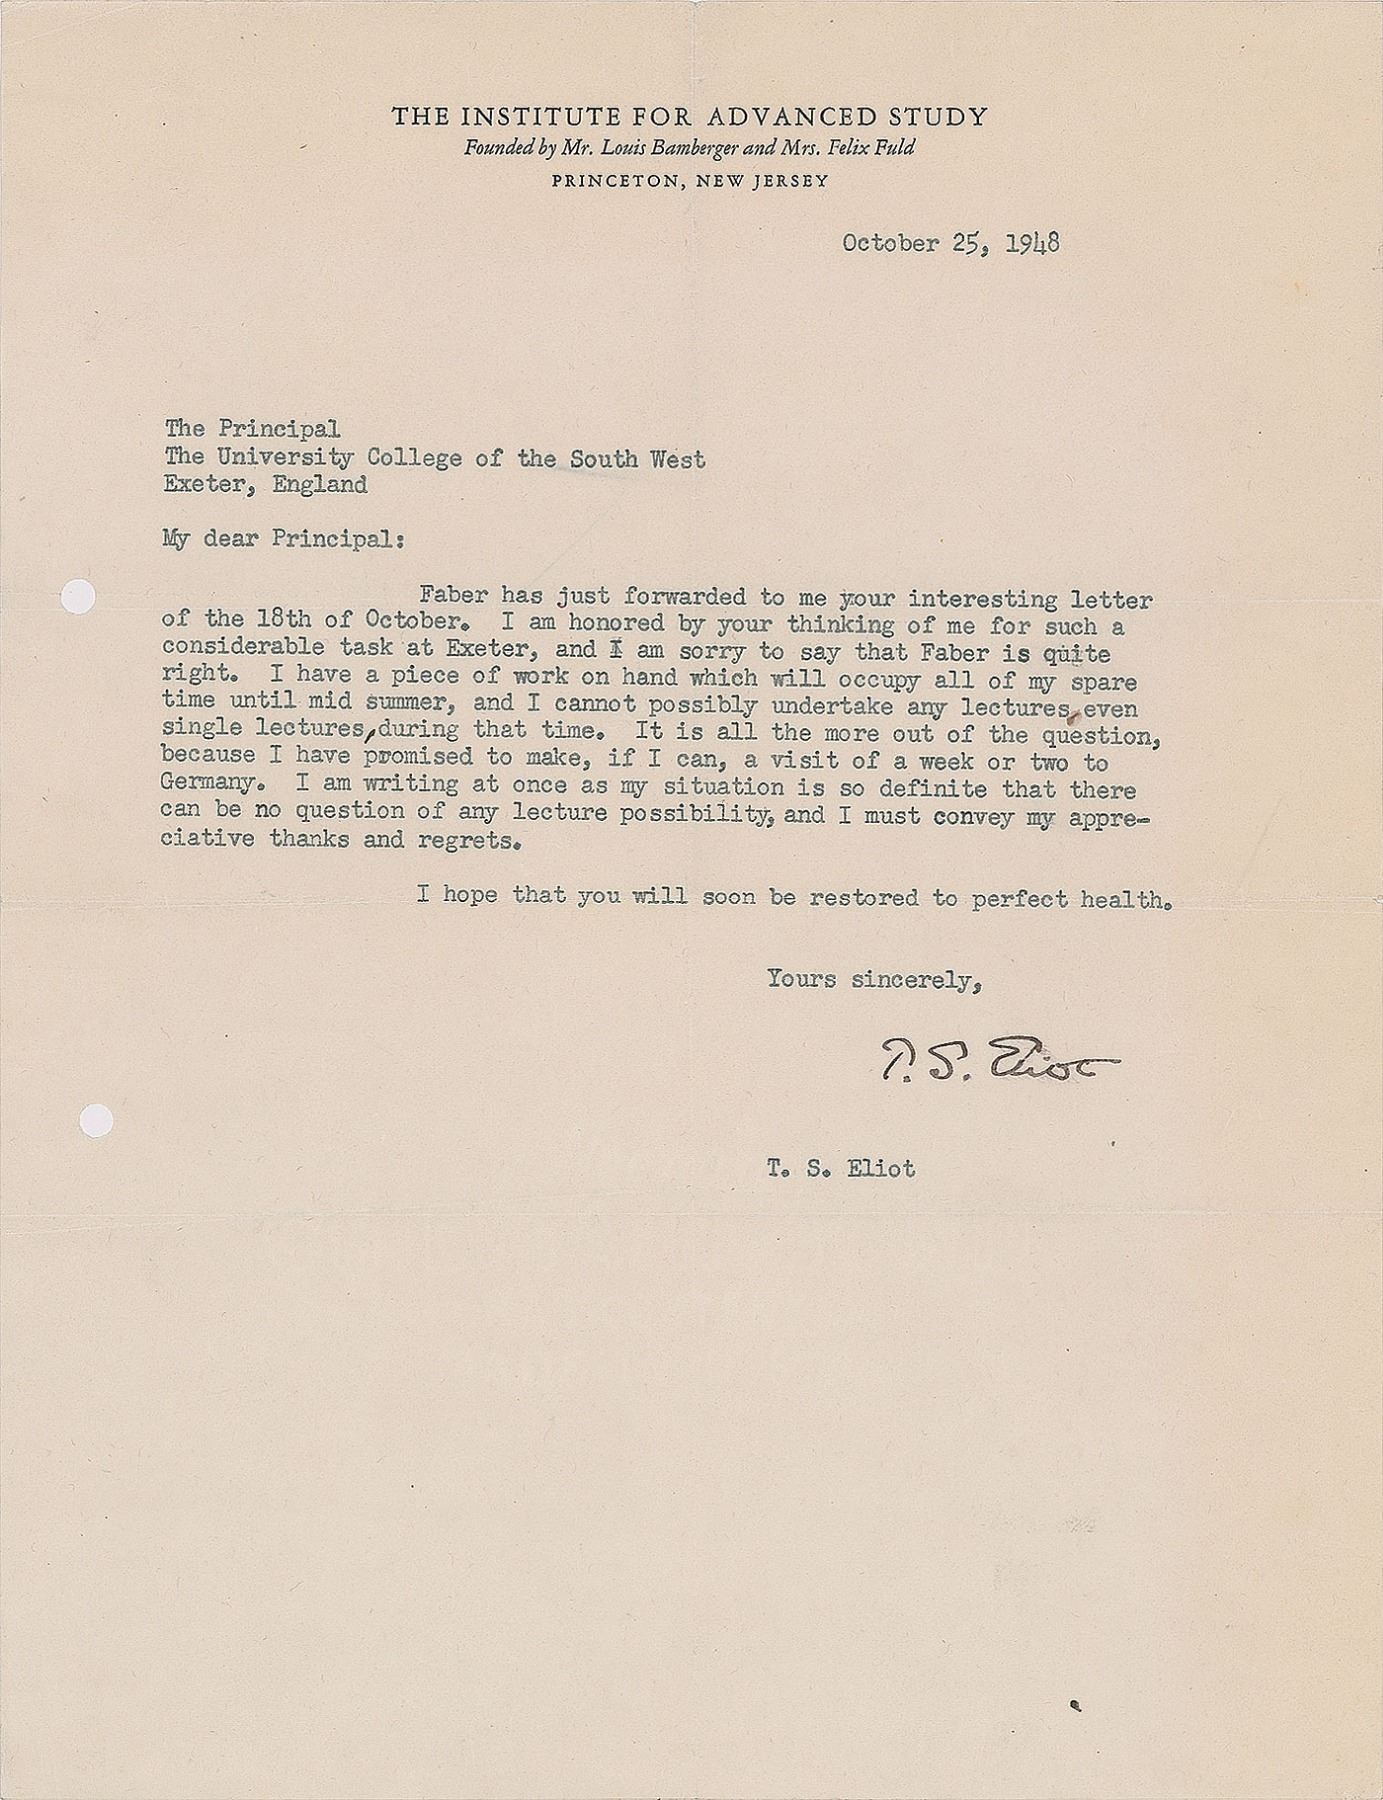 THE INSTITUTE FOR ADVANCED STUDY
Founded by Mr. Louis Bamberger and Mrs. Felix Fuld
PRINCETON, NEW JERSEY
October 25, 1948
The Principal
The University College of the South West
Exeter, England
My dear Principal:
Faber has just forwarded to me your interesting letter
of the 18th of October. I am honored by your thinking of me for such a
considerable task at Exeter, and I am sorry to say that Faber is quite
right. I have a piece of work on hand which will occupy all of my spare
time until mid summer, and I cannot possibly undertake any lectures, even
single lectures, during that time. It is all the more out of the question,
because I have promised to make, if I can, a visit of a week or two to
Germany. I am writing at once as my situation is so definite that there
can be no question of any lecture possibility, and I must convey my appre-
ciative thanks and regrets.
I hope that you will soon be restored to perfect health.
Yours sincerely,
T. S. Eliot
T. S. Eliot